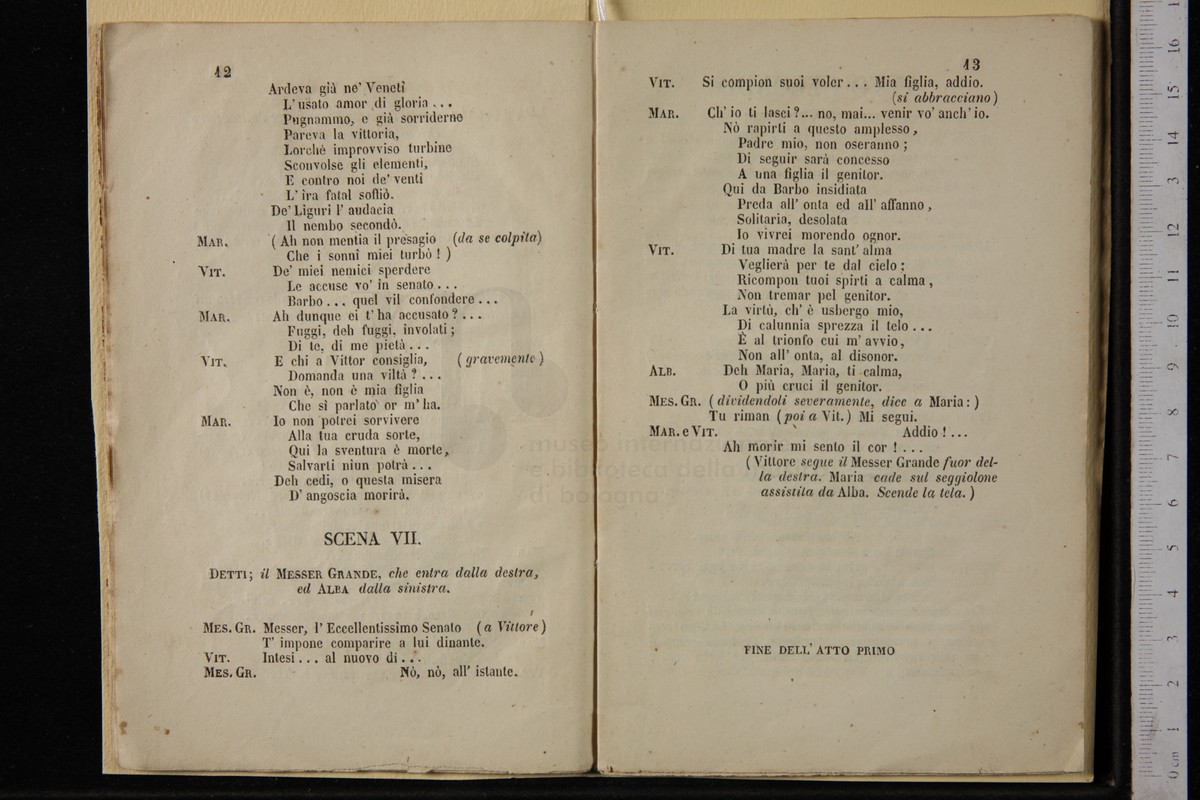 12
Ardeva già ne' Veneti
L' usato amor di gloria...
Pugnammo, e già sorriderne
Pareva la vittoria,
Lorchè improvviso turbine
Sconvolse gli elementi,
E contro noi de' venti
L' ira fatal soffiò.
De' Liguri l' audacia
Il nembo secondò.
MAR. ( Ah non mentia il presagio (da se colpita)
Che i sonni miei turbò ! )
VIT. De' miei nemici sperdere
Le accuse vo' in senato...
Barbo... quel vil confondere...
MAR. Ah dunque ei t' ha accusato?...
Fuggi, deh fuggi, involati;
Di te, di me pietà...
VIT. E chi a Vittor consiglia, (gravemente)
Domanda una viltà?...
Non è, non è mia figlia
Che sì parlato or m' ha.
MAR. Io non potrei sorvivere
Alla tua cruda sorte,
Qui la sventura è morte,
Salvarti niun potrà...
Deh cedi, o questa misera
D' angoscia morirà.
SCENA VII.
DETTI; il MESSER GRANDE, che entra dalla destra,
ed ALBA dalla sinistra.
MES. GR. Messer, l' Eccellentissimo Senato (a Vittore)
T' impone comparire a lui dinante.
VIT. Intesi... al nuovo dì...
MES. GR. Nò, nò, all' istante.
13
VIT. Si compion suoi voler... Mia figlia, addio.
(si abbracciano)
MAR. Ch' io ti lasci?... no, mai... venir vo' anch' io.
Nò rapirti a questo amplesso,
Padre mio, non oseranno;
Di seguir sarà concesso
A una figlia il genitor.
Qui da Barbo insidiata
Preda all' onta ed all' affanno,
Solitaria, desolata
Io vivrei morendo ognor.
VIT. Di tua madre la sant' alma
Veglierà per te dal cielo;
Ricompon tuoi spirti a calma,
Non tremar pel genitor.
La virtù, ch' è usbergo mio,
Di calunnia sprezza il telo...
È al trionfo cui m' avvio,
Non all' onta, al disonor.
ALB. Deh Maria, Maria, ti calma,
O più cruci il genitor.
MES. GR. (dividendoli severamente, dice a Maria:)
Tu riman (poi a Vit.) Mi segui.
MAR. e VIT. Addio!...
Ah morir mi sento il cor !...
(Vittore segue il Messer Grande fuor del-
la destra. Maria cade sul seggiolone
assistita da Alba. Scende la tela.)
FINE DELL' ATTO PRIMO